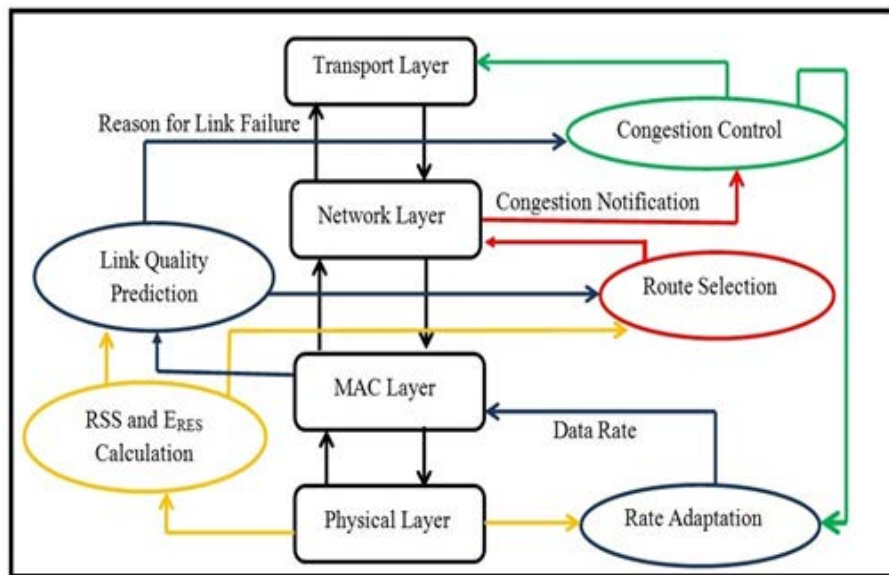 Transport Layer
Reason for Link Failure
Congestion Control
Network Layer
Congestion Notification
Link Quality
Prediction
Route Selection
MAC Layer
RSS and ERES
Calculation
Data Rate
Physical Layer
Rate Adaptation